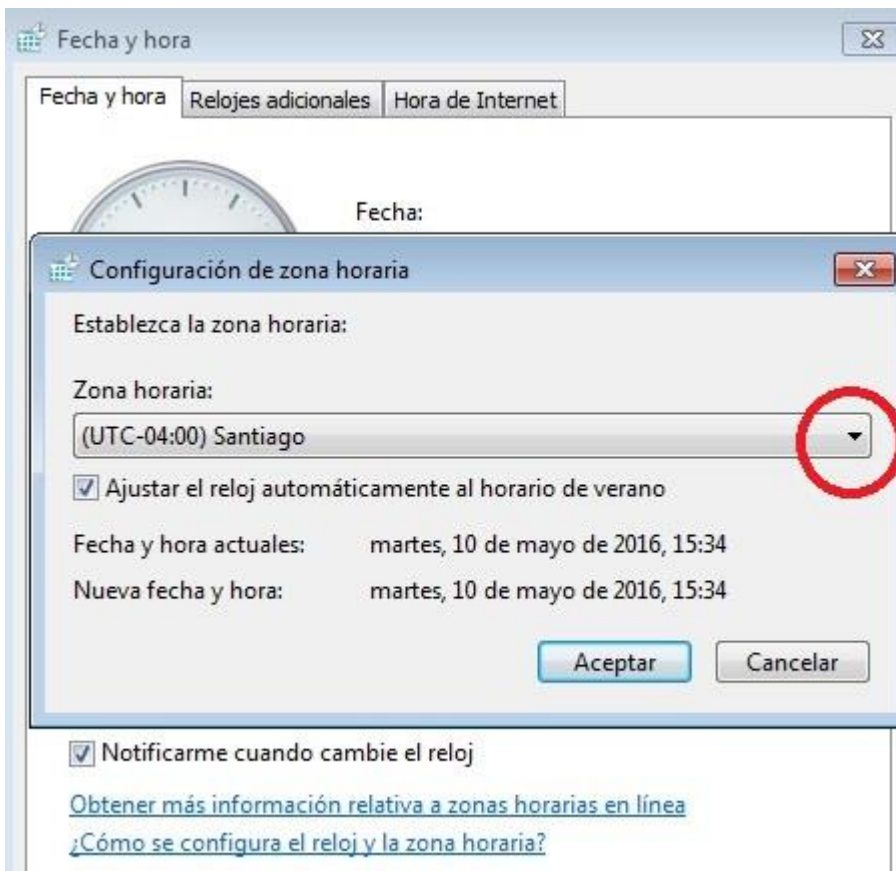 Fecha y hora
Fecha y hora Relojes adicionales Hora de Internet
Fecha:
Configuración de zona horaria
Establezca la zona horaria:
Zona horaria:
(UTC-04:00) Santiago
Ajustar el reloj automáticamente al horario de verano
Fecha y hora actuales: martes, 10 de mayo de 2016, 15:34
Nueva fecha y hora: martes, 10 de mayo de 2016, 15:34
Aceptar Cancelar
Notificarme cuando cambie el reloj
Obtener más información relativa a zonas horarias en línea
¿Cómo se configura el reloj y la zona horaria?